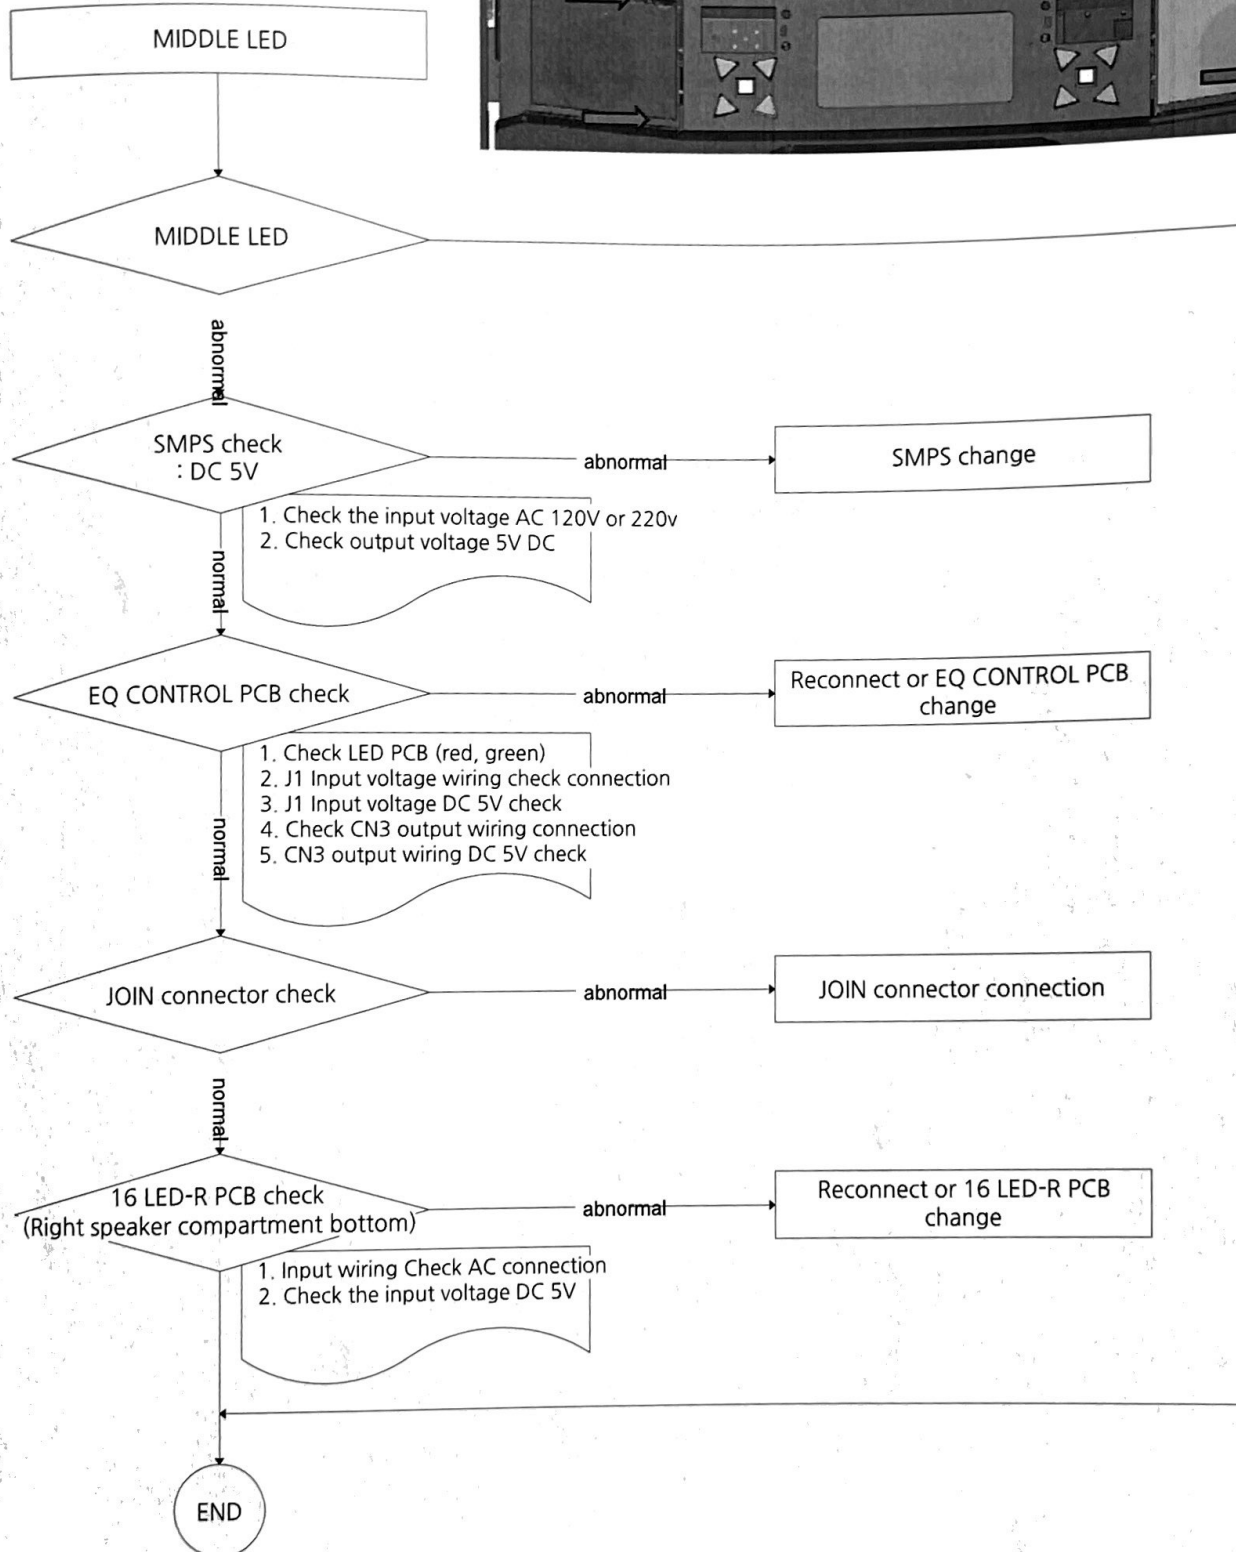 MIDDLE LED
MIDDLE LED
abnormal
SMPS check
: DC 5V
abnormal
SMPS change
1. Check the input voltage AC 120V or 220v
2. Check output voltage 5V DC
normal
EQ CONTROL PCB check
abnormal
Reconnect or EQ CONTROL PCB
change
1. Check LED PCB (red, green)
2. J1 Input voltage wiring check connection
3. J1 Input voltage DC 5V check
4. Check CN3 output wiring connection
5. CN3 output wiring DC 5V check
normal
JOIN connector check
abnormal
JOIN connector connection
normal
16 LED-R PCB check
(Right speaker compartment bottom)
abnormal
Reconnect or 16 LED-R PCB
change
1. Input wiring Check AC connection
2. Check the input voltage DC 5V
END